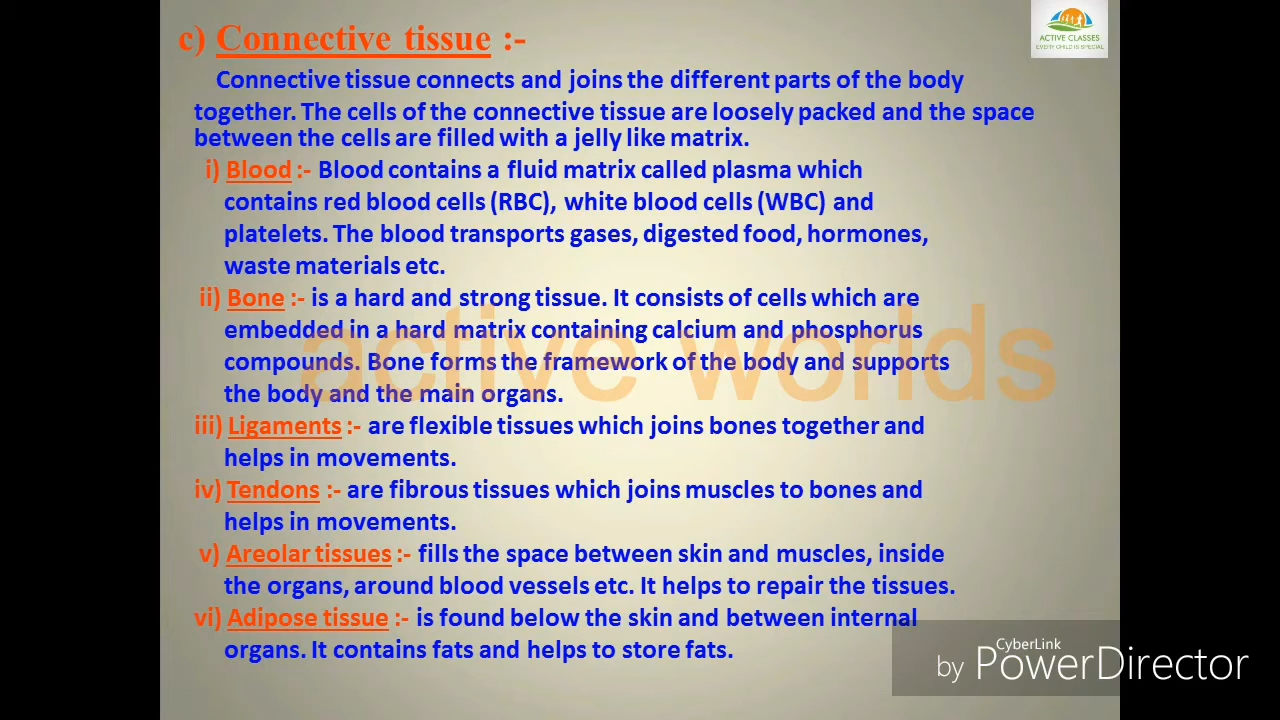 c) Connective tissue :-
ACTIVE CLASSES
EVERY CHILD IS SPECIAL
Connective tissue connects and joins the different parts of the body
together. The cells of the connective tissue are loosely packed and the space
between the cells are filled with a jelly like matrix.
i) Blood :- Blood contains a fluid matrix called plasma which
contains red blood cells (RBC), white blood cells (WBC) and
platelets. The blood transports gases, digested food, hormones,
waste materials etc.
ii) Bone :- is a hard and strong tissue. It consists of cells which are
embedded in a hard matrix containing calcium and phosphorus
compounds. Bone forms the framework of the body and supports
the body and the main organs.
active worlds
iii) Ligaments :- are flexible tissues which joins bones together and
helps in movements.
iv) Tendons :- are fibrous tissues which joins muscles to bones and
helps in movements.
v) Areolar tissues :- fills the space between skin and muscles, inside
the organs, around blood vessels etc. It helps to repair the tissues.
vi) Adipose tissue :- is found below the skin and between internal
organs. It contains fats and helps to store fats.
CyberLink
by PowerDirector